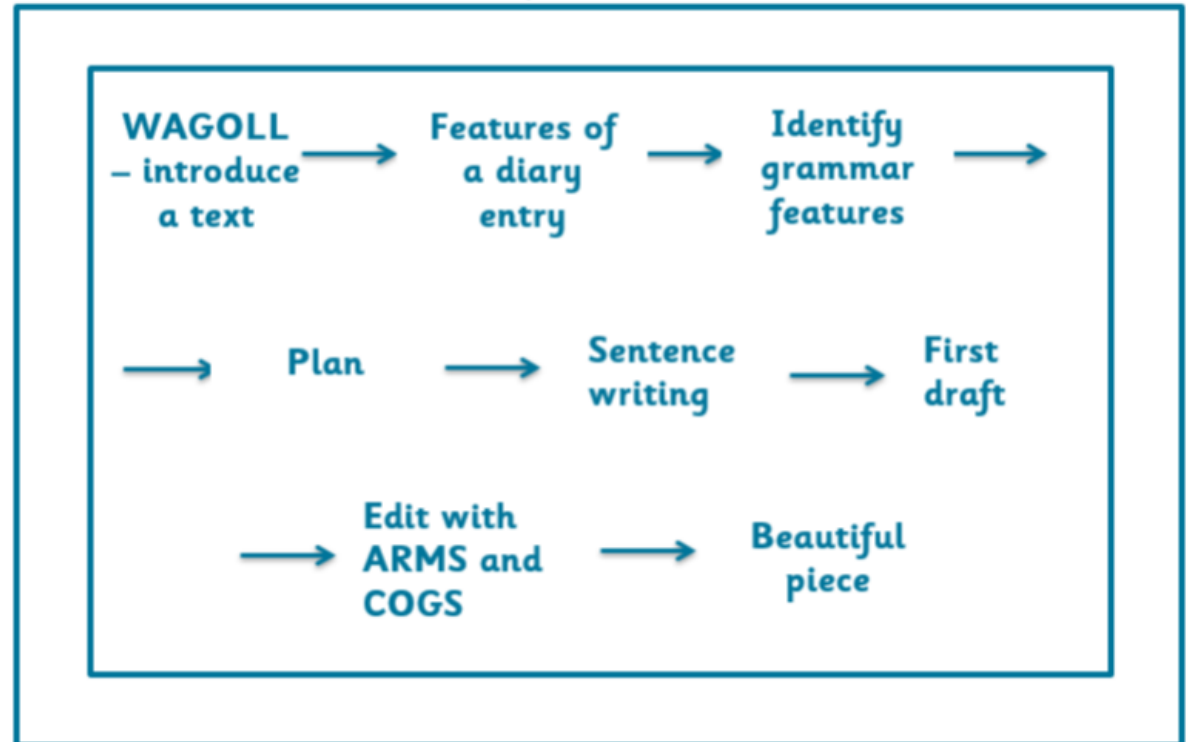 WAGOLL
– introduce
a text
Features of
a diary
entry
Identify
grammar
features
Plan
Sentence
writing
First
draft
Edit with
ARMS and
COGS
Beautiful
piece